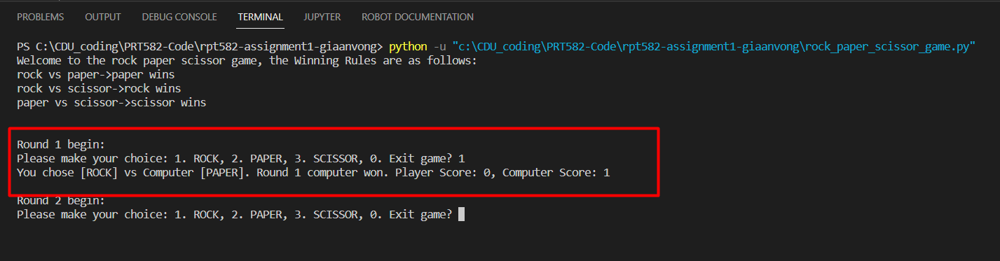 PROBLEMS OUTPUT DEBUG CONSOLE TERMINAL JUPYTER ROBOT DOCUMENTATION
PS C:\CDU_coding\PRT582-Code\rpt582-assignment1-giaanvong> python -u "c:\CDU_coding\PRT582-Code\rpt582-assignment1-giaanvong\rock_paper_scissor_game.py"
Welcome to the rock paper scissor game, the Winning Rules are as follows:
rock vs paper->paper wins
rock vs scissor->rock wins
paper vs scissor->scissor wins
Round 1 begin:
Please make your choice: 1. ROCK, 2. PAPER, 3. SCISSOR, 0. Exit game? 1
You chose [ROCK] vs Computer [PAPER]. Round 1 computer won. Player Score: 0, Computer Score: 1
Round 2 begin:
Please make your choice: 1. ROCK, 2. PAPER, 3. SCISSOR, 0. Exit game?